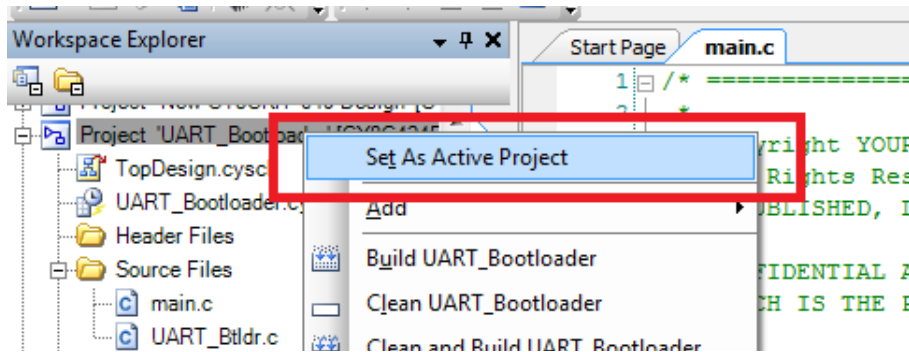 Workspace Explorer
Start Page main.c
1 /* ==============
2 *
Project 'UART_Bootload
Set As Active Project
yright YOUR
TopDesign.cysc
Rights Res
UART_Bootloader.cy
Add
UBLISHED,
Header Files
Build UART_Bootloader
Source Files
FIDENTIAL A
main.c
Clean UART_Bootloader
CH IS THE
UART_Btldr.c
Clean and Build UART_Bootloader